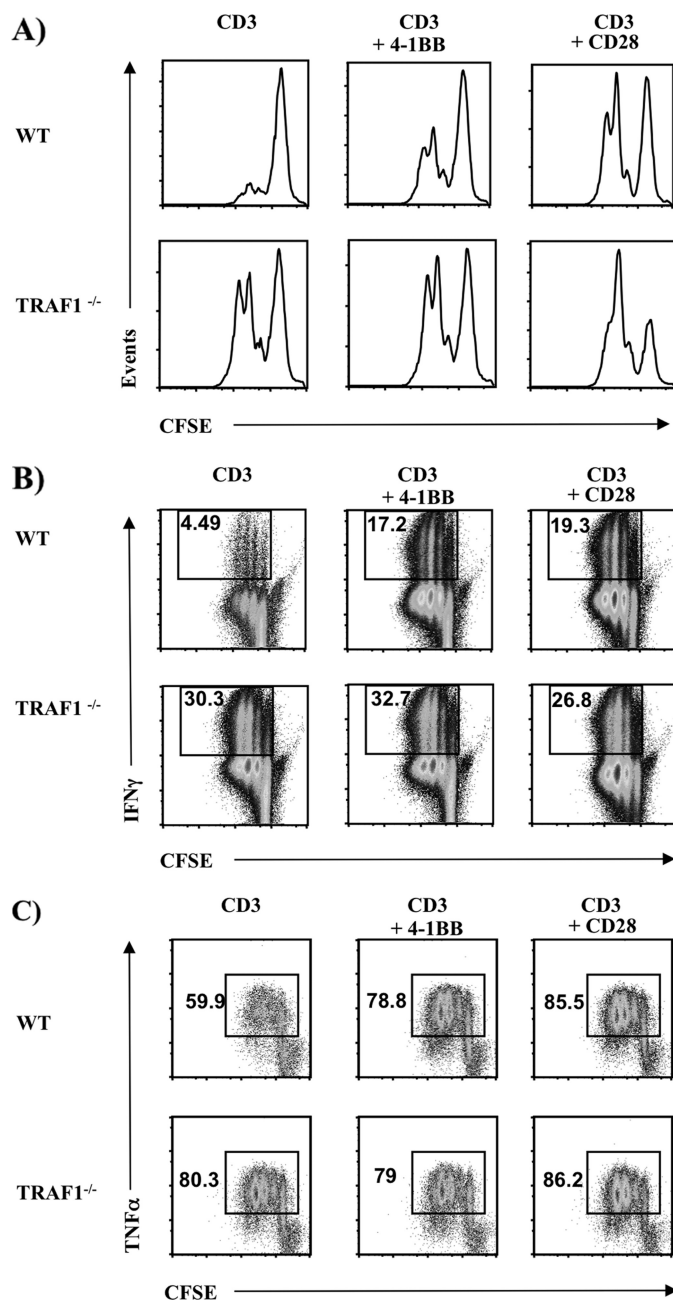 A)
CD3
CD3
+ 4-1BB
CD3
+ CD28
WT
TRAF1 -/-
Events
CFSE
B)
CD3
CD3
+ 4-1BB
CD3
+ CD28
WT
4.49
17.2
19.3
TRAF1 -/-
30.3
32.7
26.8
IFNγ
CFSE
C)
CD3
CD3
+ 4-1BB
CD3
+ CD28
WT
59.9
78.8
85.5
TRAF1-/-
80.3
79
86.2
TNFα
CFSE